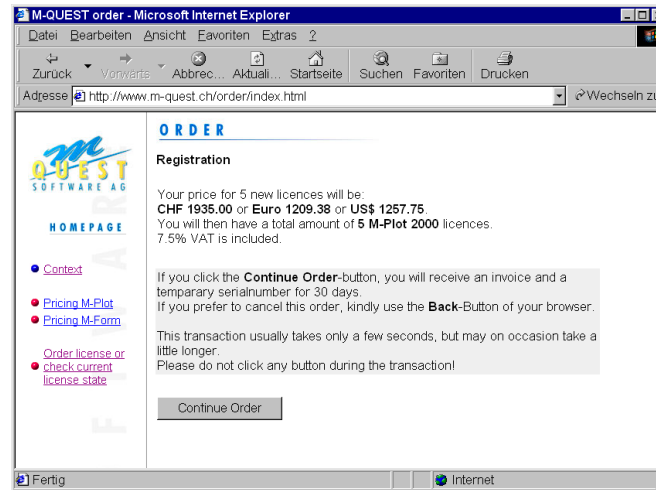 M-QUEST order - Microsoft Internet Explorer
Datei Bearbeiten Ansicht Favoriten Extras ?
Zurück Vorwärts Abbrec... Aktuali... Startseite Suchen Favoriten Drucken
Adresse http://www.m-quest.ch/order/index.html Wechseln zu
ORDER
m
QUEST
SOFTWARE AG
HOMEPAGE
Context
Pricing M-Plot
Pricing M-Form
Order license or
check current
license state
Registration
Your price for 5 new licences will be:
CHF 1935.00 or Euro 1209.38 or US$ 1257.75.
You will then have a total amount of 5 M-Plot 2000 licences.
7.5% VAT is included.
If you click the Continue Order-button, you will receive an invoice and a
temparary serialnumber for 30 days.
If you prefer to cancel this order, kindly use the Back-Button of your browser.
This transaction usually takes only a few seconds, but may on occasion take a
little longer.
Please do not click any button during the transaction!
Continue Order
Fertig Internet